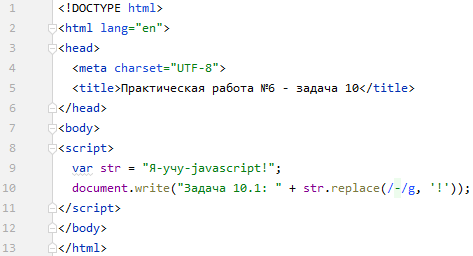 1 <!DOCTYPE html>
2 <html lang="en">
3 <head>
4 <meta charset="UTF-8">
5 <title>Практическая работа №6 - задача 10</title>
6 </head>
7 <body>
8 <script>
9 var str = "Я-учу-javascript!";
10 document.write("Задача 10.1: " + str.replace(/-/g, '!'));
11 </script>
12 </body>
13 </html>